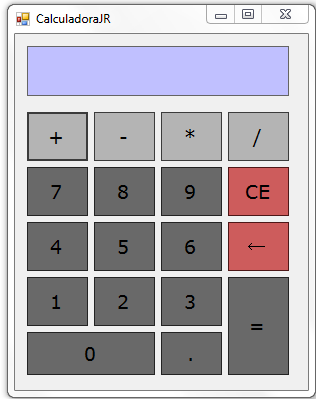 CalculadoraJR
+ - * /
7 8 9 CE
4 5 6 ←
1 2 3 =
0 .